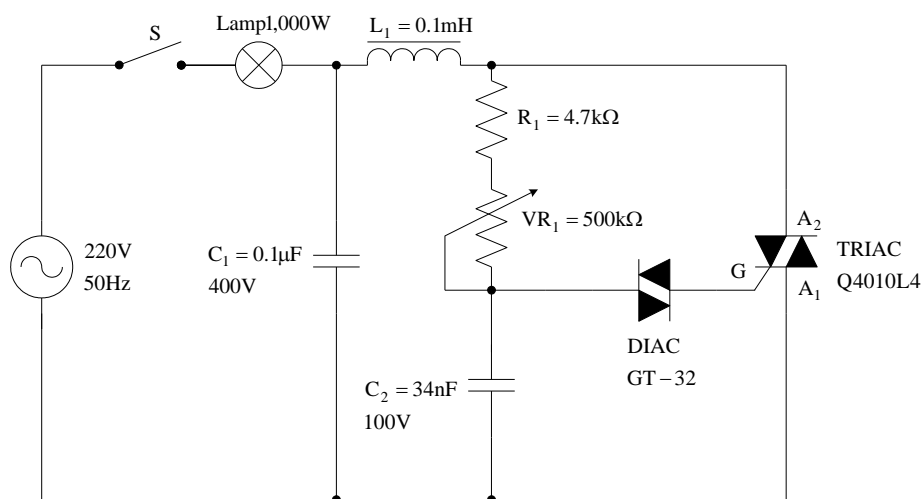 Lamp1,000W
S
L₁ = 0.1mH
R₁ = 4.7kΩ
VR₁ = 500kΩ
A₂
220V
50Hz
C₁ = 0.1µF
400V
TRIAC
Q4010L4
G
A₁
DIAC
GT–32
C₂ = 34nF
100V